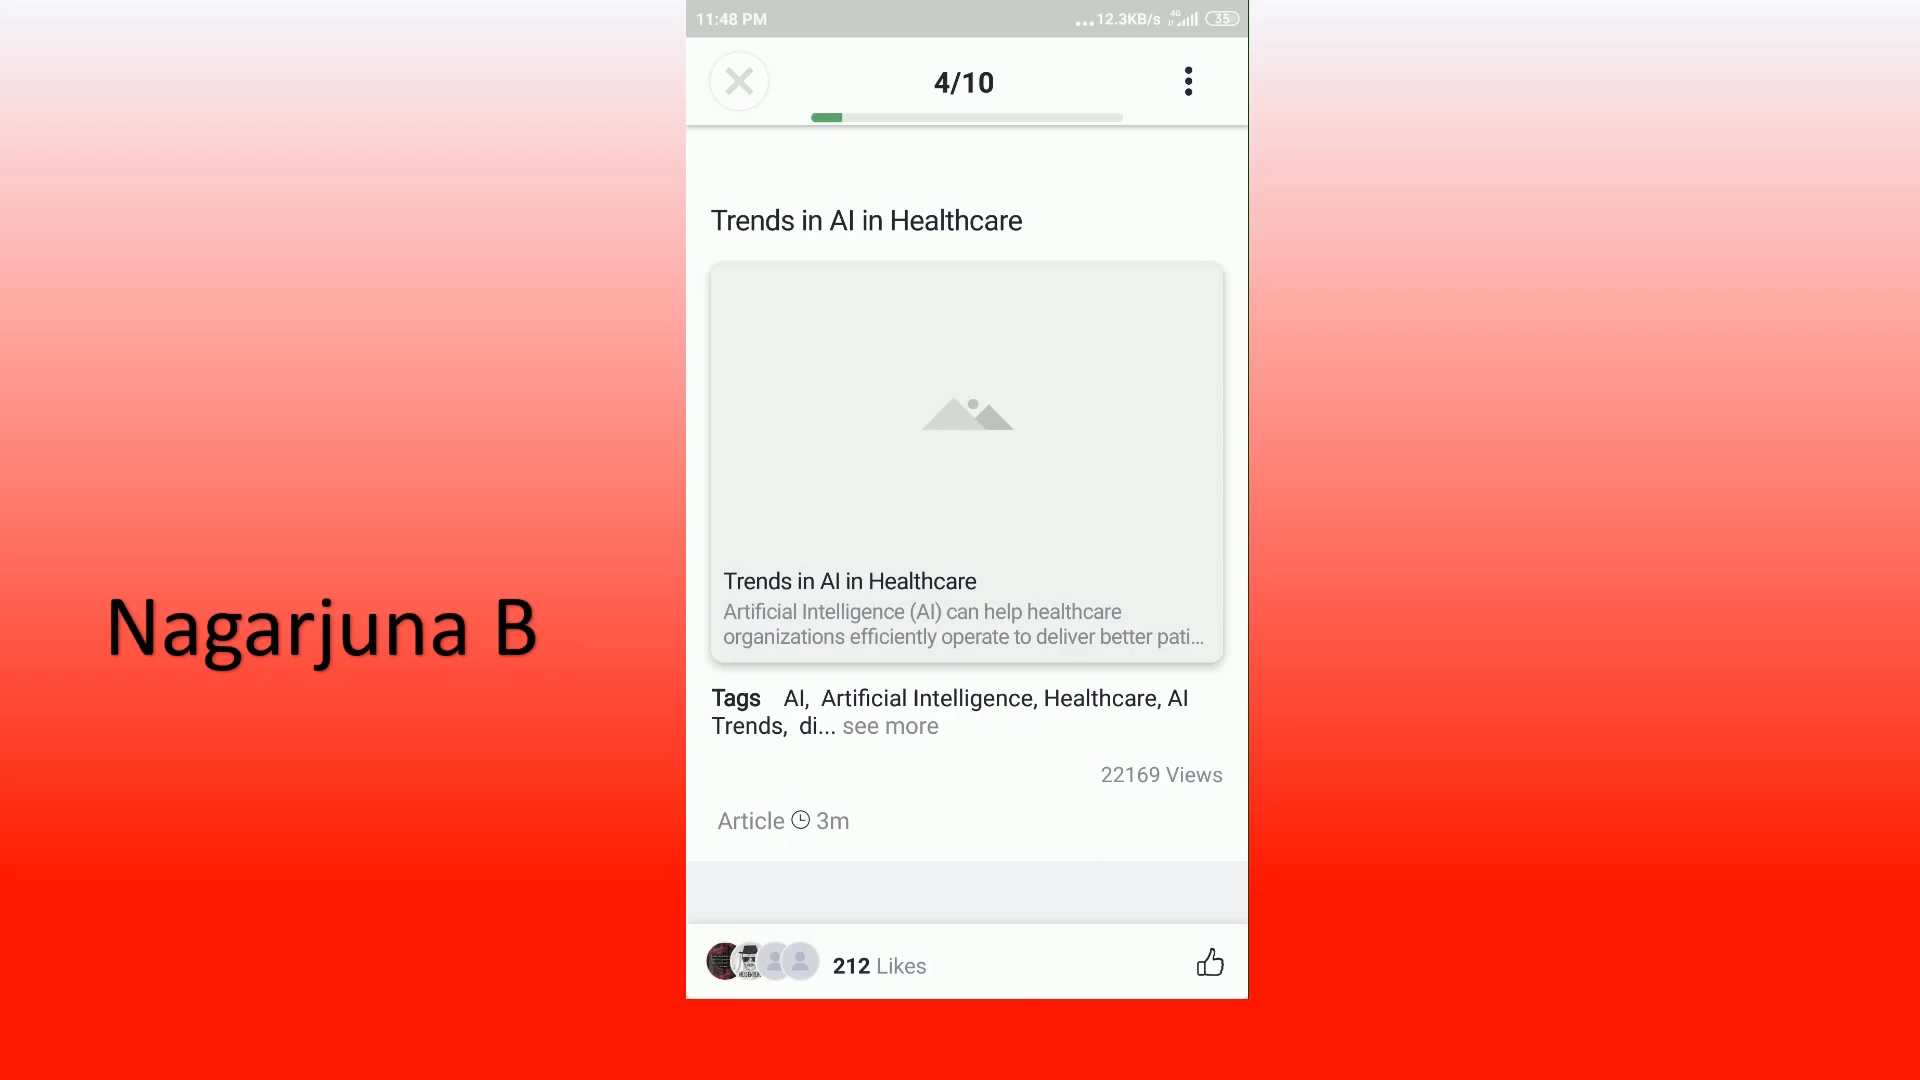 11:48 PM
...12.3KB/s 4G 35
4/10
Trends in AI in Healthcare
Trends in AI in Healthcare
Artificial Intelligence (AI) can help healthcare
organizations efficiently operate to deliver better pati...
Tags AI, Artificial Intelligence, Healthcare, AI
Trends, di... see more
22169 Views
Article 3m
212 Likes
Nagarjuna B